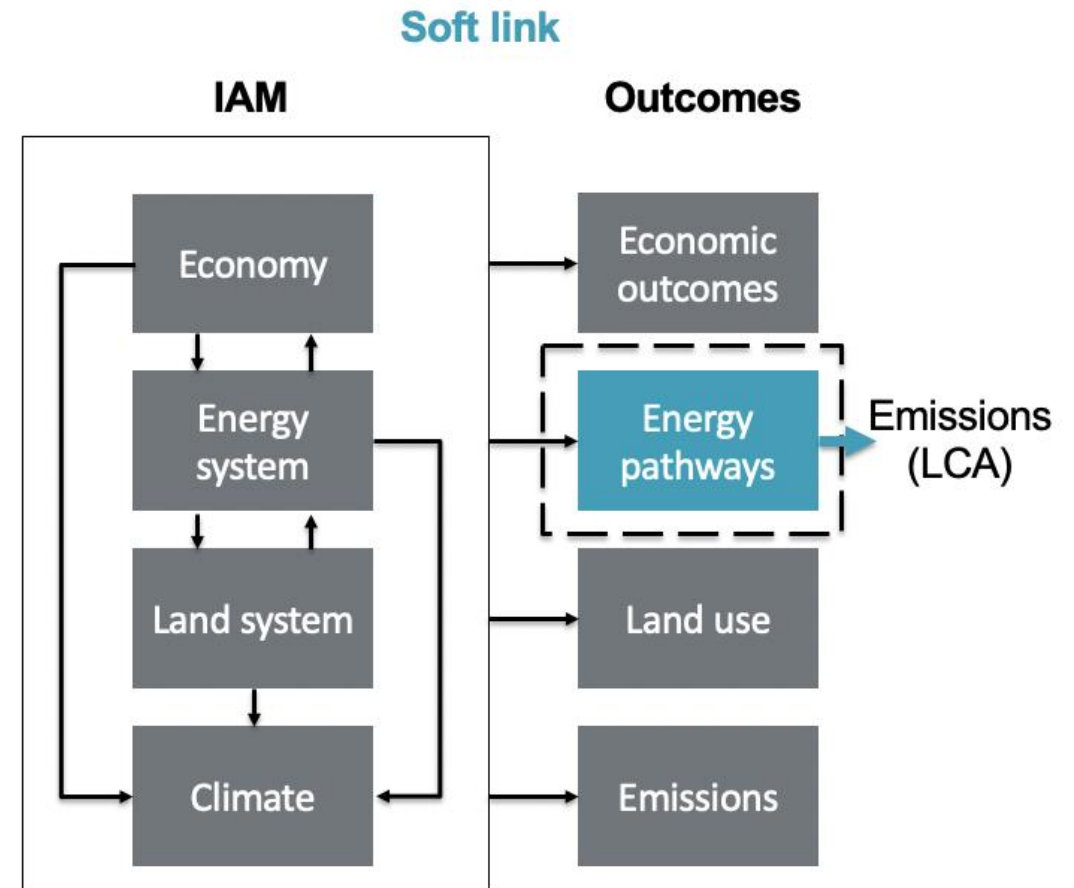 Soft link
IAM
Outcomes
Economy
Economic
outcomes
Energy
system
Energy
pathways
Emissions
(LCA)
Land system
Land use
Climate
Emissions